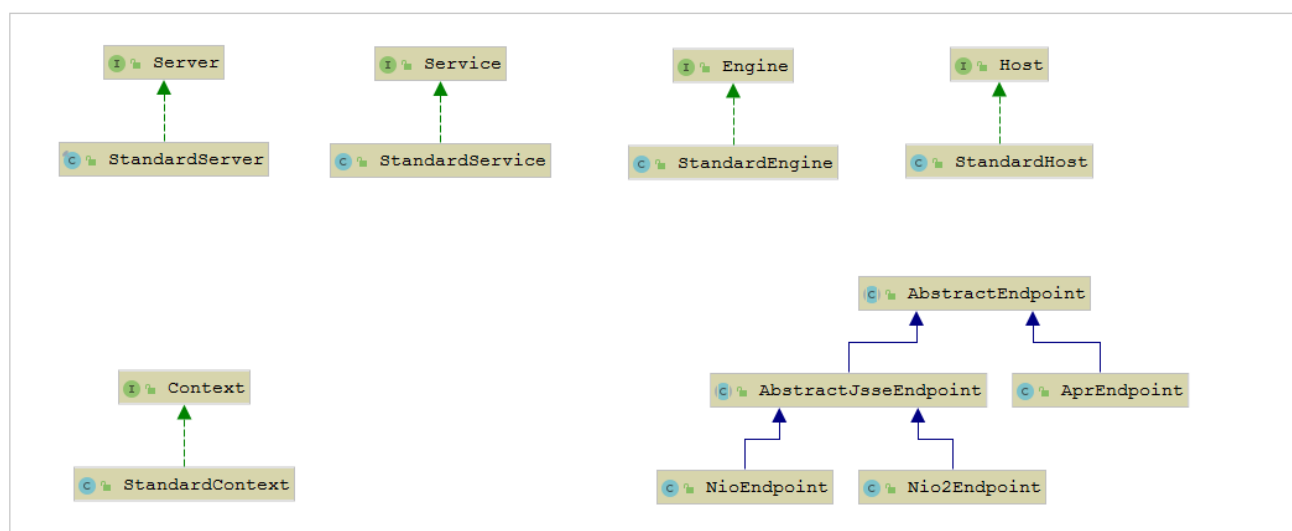 I Server
I Service
I Engine
I Host
C StandardServer
C StandardService
C StandardEngine
C StandardHost
C AbstractEndpoint
I Context
C AbstractJsseEndpoint
C AprEndpoint
C StandardContext
C NioEndpoint
C Nio2Endpoint